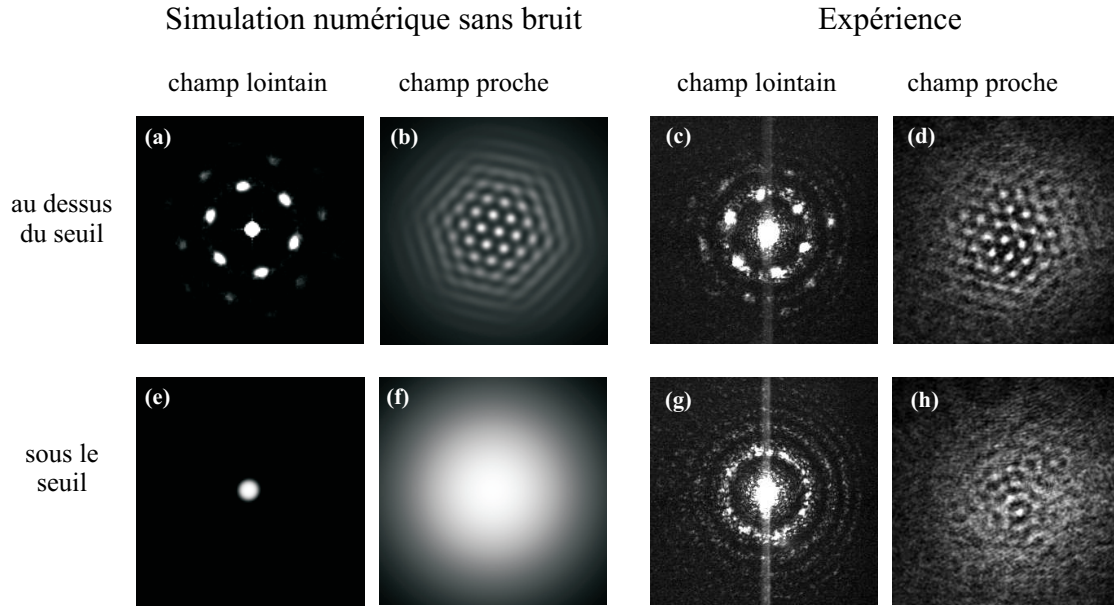 Simulation numérique sans bruit
Expérience
champ lointain
champ proche
champ lointain
champ proche
au dessus
du seuil
(a)
(b)
(c)
(d)
sous le
seuil
(e)
(f)
(g)
(h)